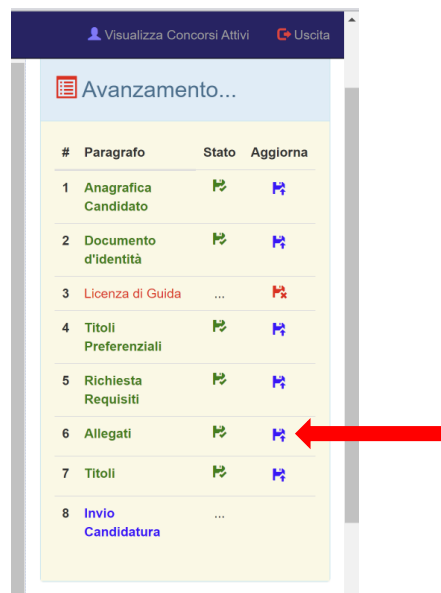 Visualizza Concorsi Attivi Uscita
Avanzamento...
# Paragrafo Stato Aggiorna
1 Anagrafica
Candidato
2 Documento
d'identità
3 Licenza di Guida ...
4 Titoli
Preferenziali
5 Richiesta
Requisiti
6 Allegati
7 Titoli
8 Invio ...
Candidatura